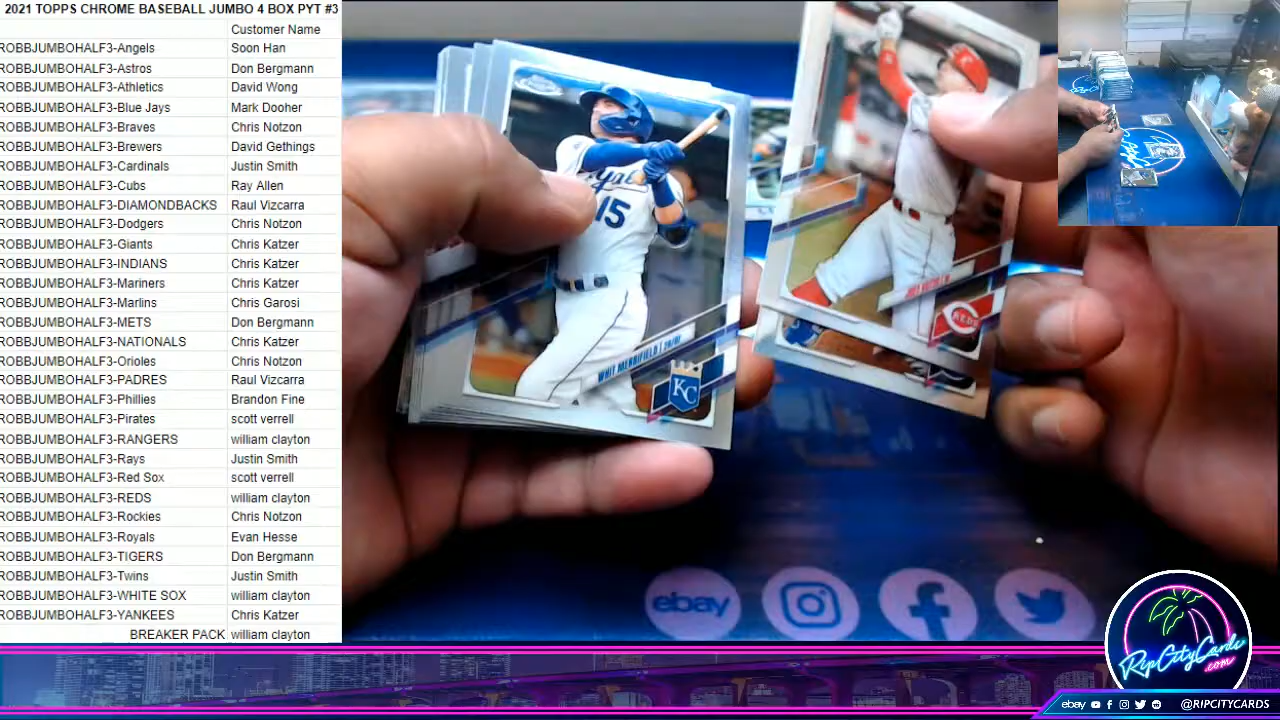 2021 TOPPS CHROME BASEBALL JUMBO 4 BOX PYT #3
Customer Name
ROBBJUMBOHALF3-Angels Soon Han
ROBBJUMBOHALF3-Astros Don Bergmann
ROBBJUMBOHALF3-Athletics David Wong
ROBBJUMBOHALF3-Blue Jays Mark Dooher
ROBBJUMBOHALF3-Braves Chris Notzon
ROBBJUMBOHALF3-Brewers David Gethings
ROBBJUMBOHALF3-Cardinals Justin Smith
ROBBJUMBOHALF3-Cubs Ray Allen
ROBBJUMBOHALF3-DIAMONDBACKS Raul Vizcarra
ROBBJUMBOHALF3-Dodgers Chris Notzon
ROBBJUMBOHALF3-Giants Chris Katzer
ROBBJUMBOHALF3-INDIANS Chris Katzer
ROBBJUMBOHALF3-Mariners Chris Katzer
ROBBJUMBOHALF3-Marlins Chris Garosi
ROBBJUMBOHALF3-METS Don Bergmann
ROBBJUMBOHALF3-NATIONALS Chris Katzer
ROBBJUMBOHALF3-Orioles Chris Notzon
ROBBJUMBOHALF3-PADRES Raul Vizcarra
ROBBJUMBOHALF3-Phillies Brandon Fine
ROBBJUMBOHALF3-Pirates scott verrell
ROBBJUMBOHALF3-RANGERS william clayton
ROBBJUMBOHALF3-Rays Justin Smith
ROBBJUMBOHALF3-Red Sox scott verrell
ROBBJUMBOHALF3-REDS william clayton
ROBBJUMBOHALF3-Rockies Chris Notzon
ROBBJUMBOHALF3-Royals Evan Hesse
ROBBJUMBOHALF3-TIGERS Don Bergmann
ROBBJUMBOHALF3-Twins Justin Smith
ROBBJUMBOHALF3-WHITE SOX william clayton
ROBBJUMBOHALF3-YANKEES Chris Katzer
BREAKER PACK william clayton
15
WHIT MERRIFIELD | 2B/OF
KC
REDS
ebay
RipCityCards
.com
ebay @RIPCITYCARDS